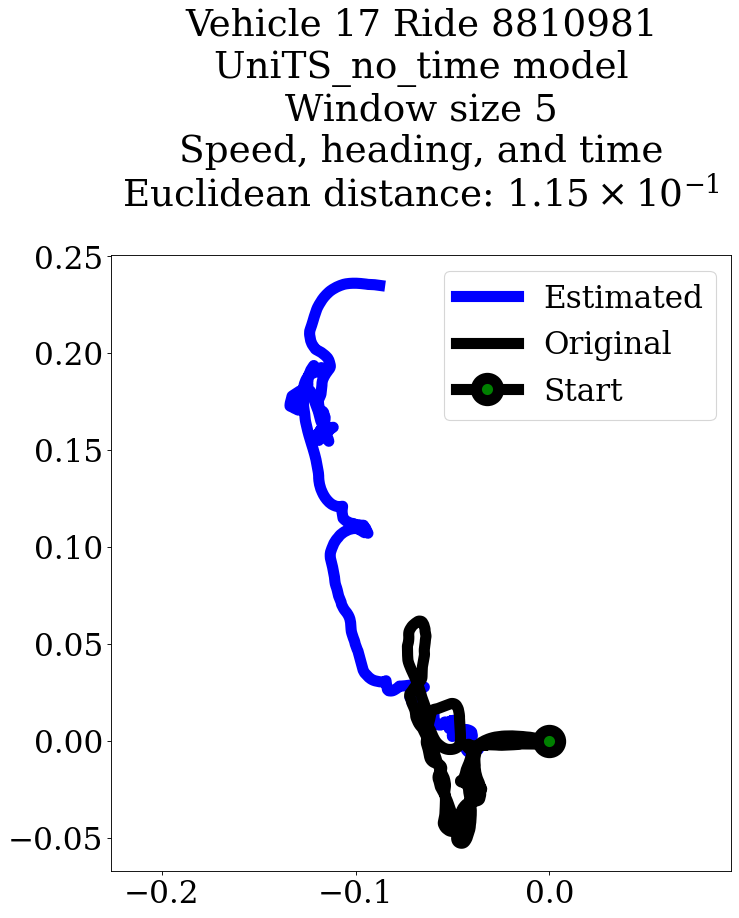 Vehicle 17 Ride 8810981
UniTS_no_time model
Window size 5
Speed, heading, and time
Euclidean distance: 1.15 × 10⁻¹
0.25
0.20
0.15
0.10
0.05
0.00
−0.05
−0.2
−0.1
0.0
Estimated
Original
Start